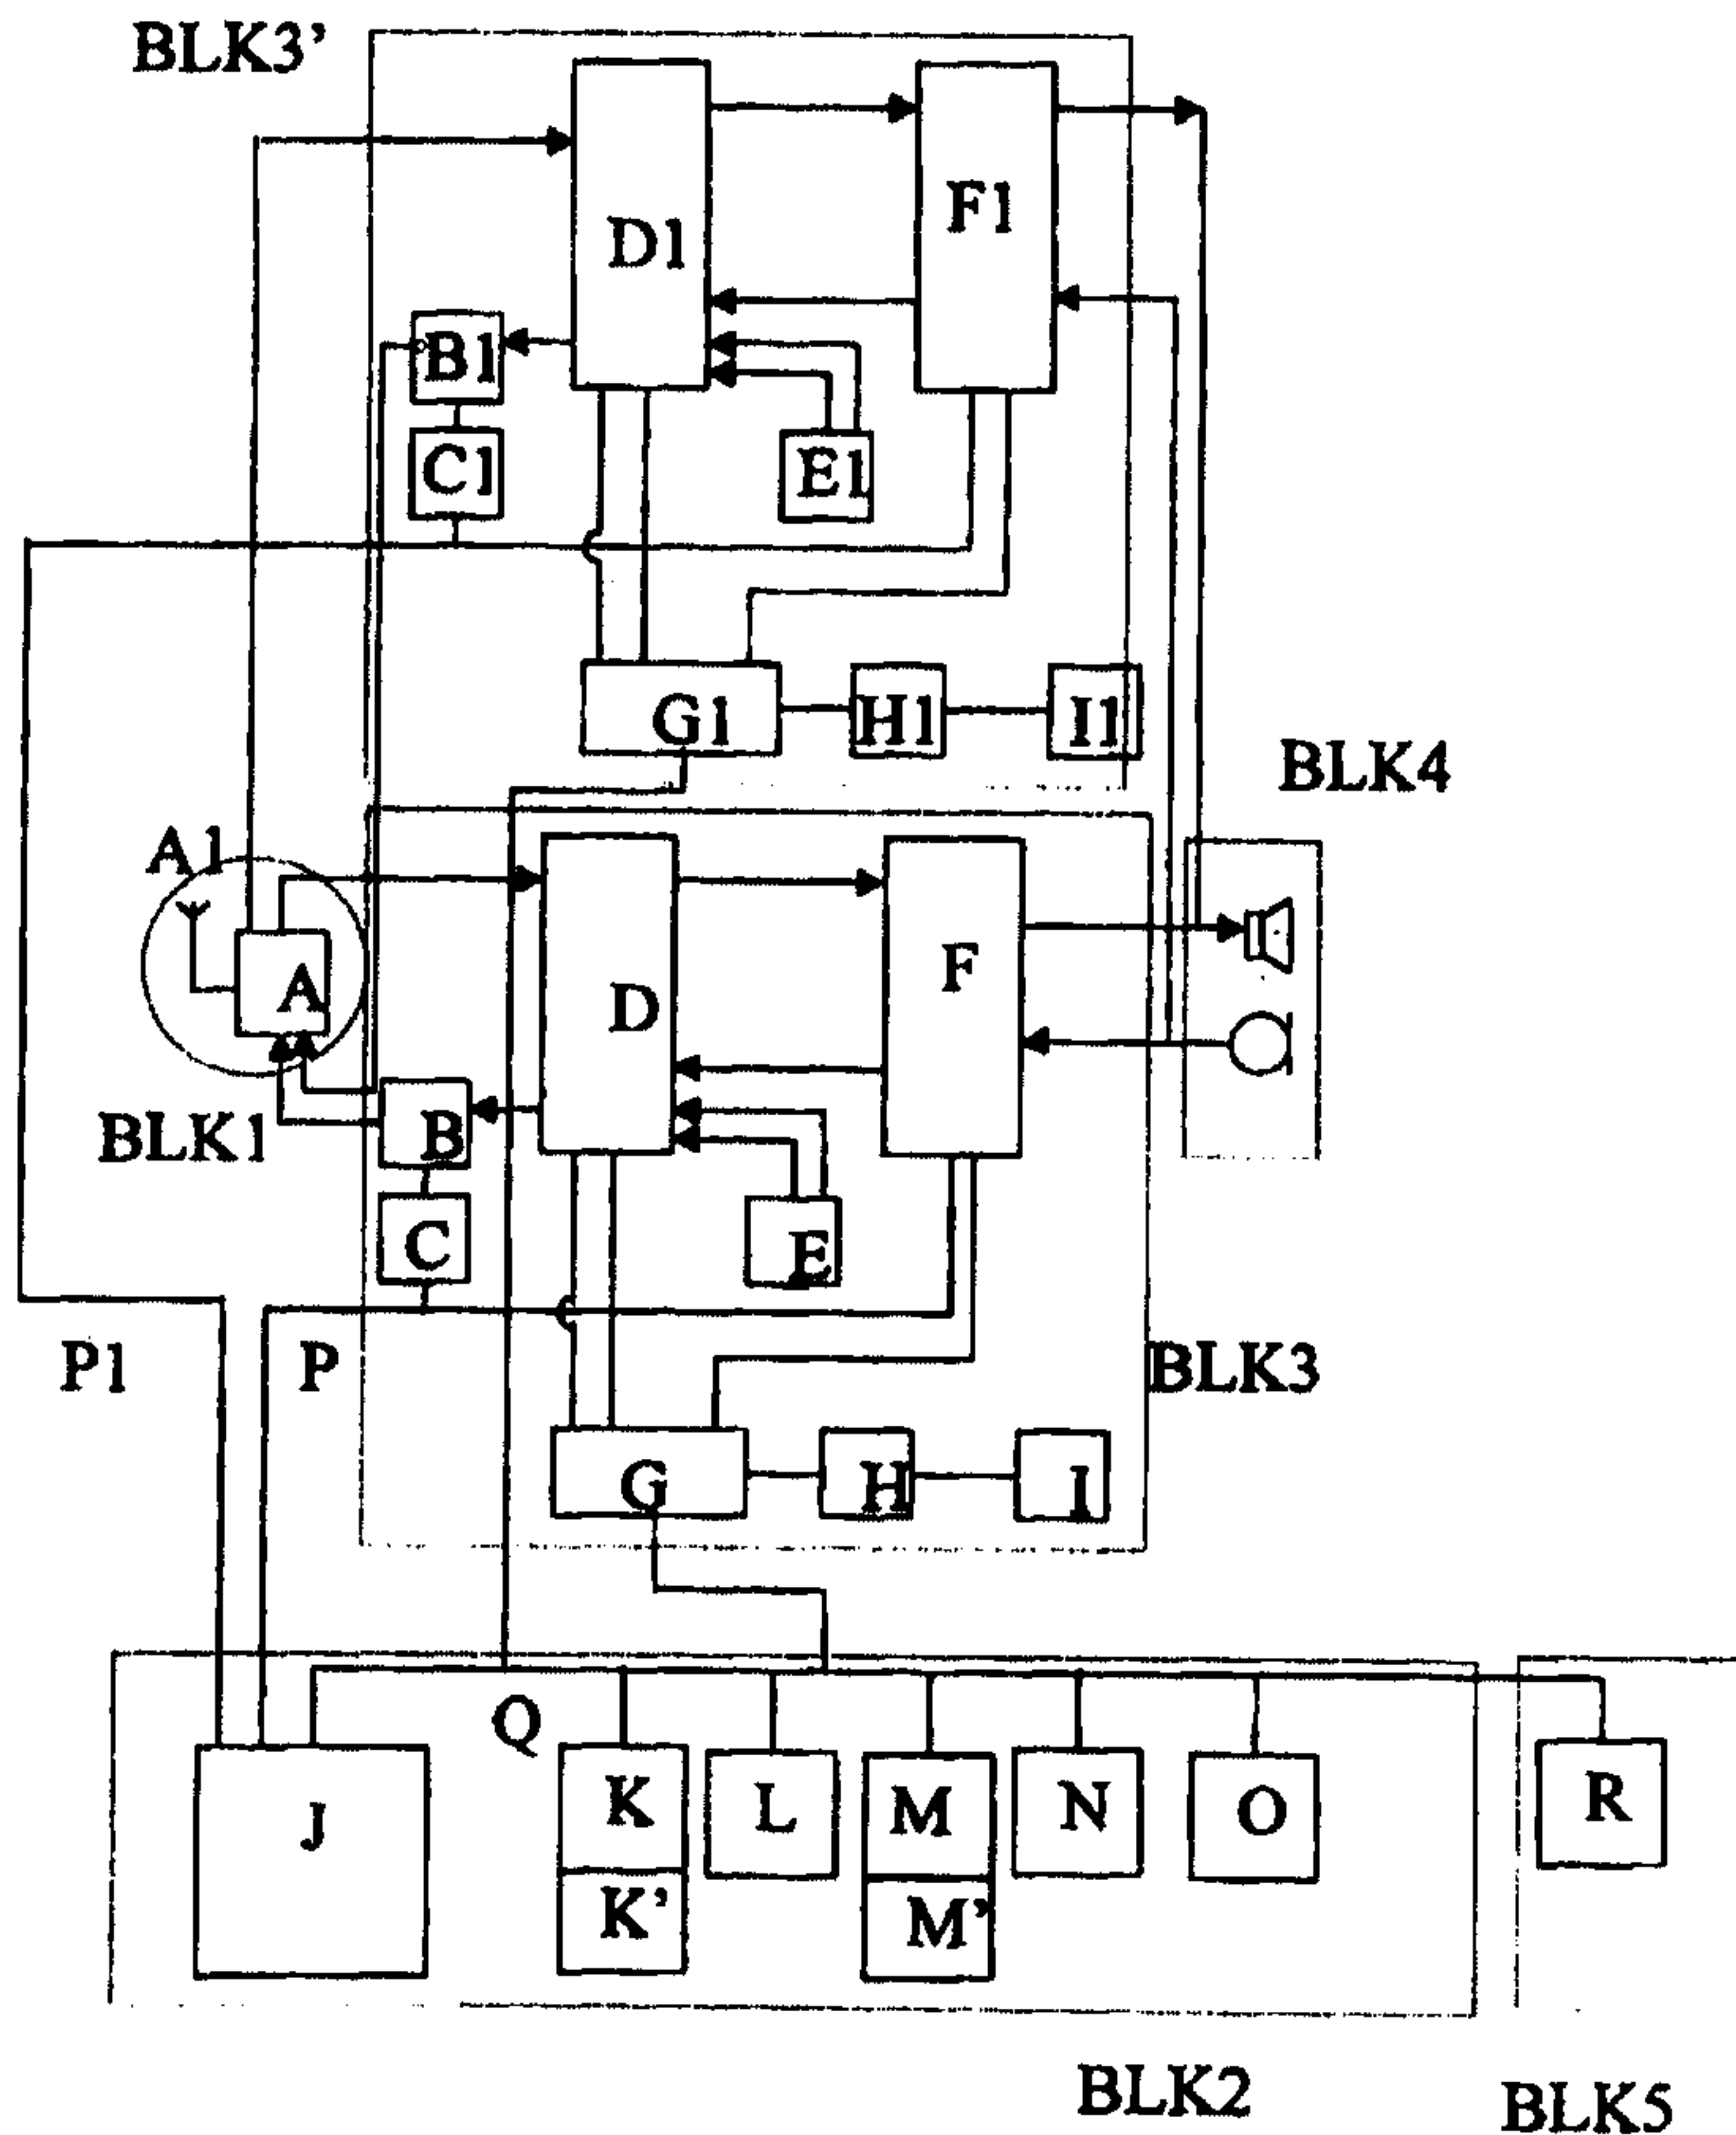 BLK3’
D1
F1
B1
C1
E1
G1
H1
I1
BLK4
A1
A
D
F
BLK1
B
C
E
P1
P
BLK3
G
H
I
Q
J
K
L
M
N
O
R
K’
M’
BLK2
BLK5